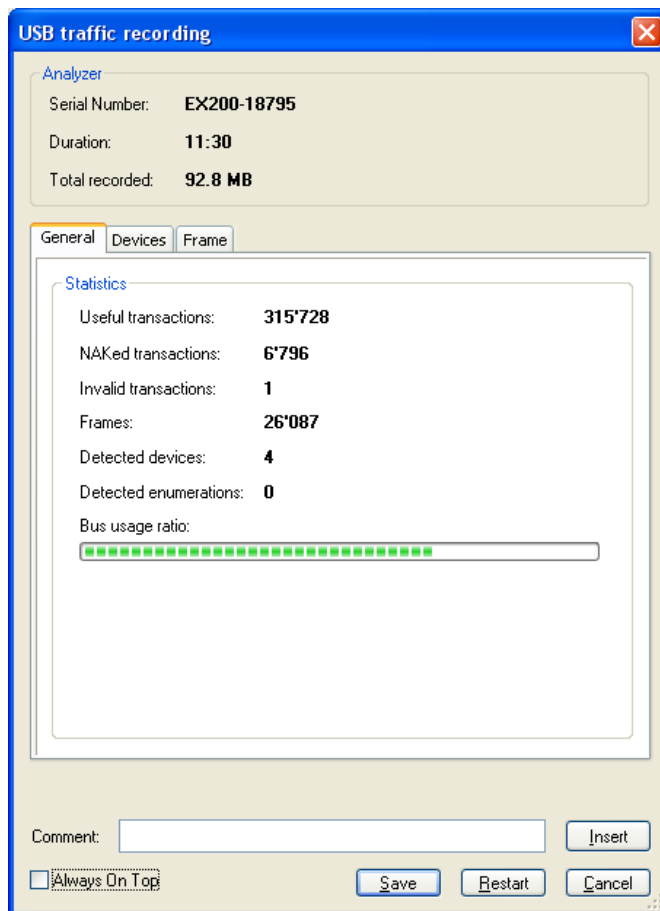 USB traffic recording
Analyzer
Serial Number: EX200-18795
Duration: 11:30
Total recorded: 92.8 MB
General Devices Frame
Statistics
Useful transactions: 315'728
NAKed transactions: 6'796
Invalid transactions: 1
Frames: 26'087
Detected devices: 4
Detected enumerations: 0
Bus usage ratio:
Comment: Insert
Always On Top Save Restart Cancel